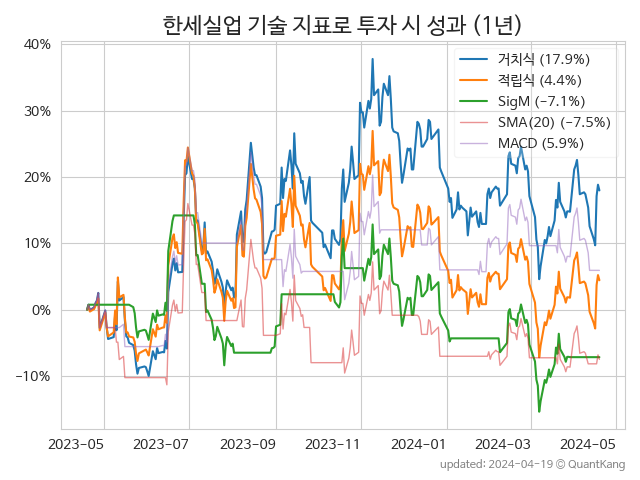 한세실업 기술 지표로 투자 시 성과 (1년)
40%
30%
20%
10%
0%
−10%
거치식 (17.9%)
적립식 (4.4%)
SigM (−7.1%)
SMA(20) (−7.5%)
MACD (5.9%)
2023-05
2023-07
2023-09
2023-11
2024-01
2024-03
2024-05
updated: 2024-04-19 © QuantKang